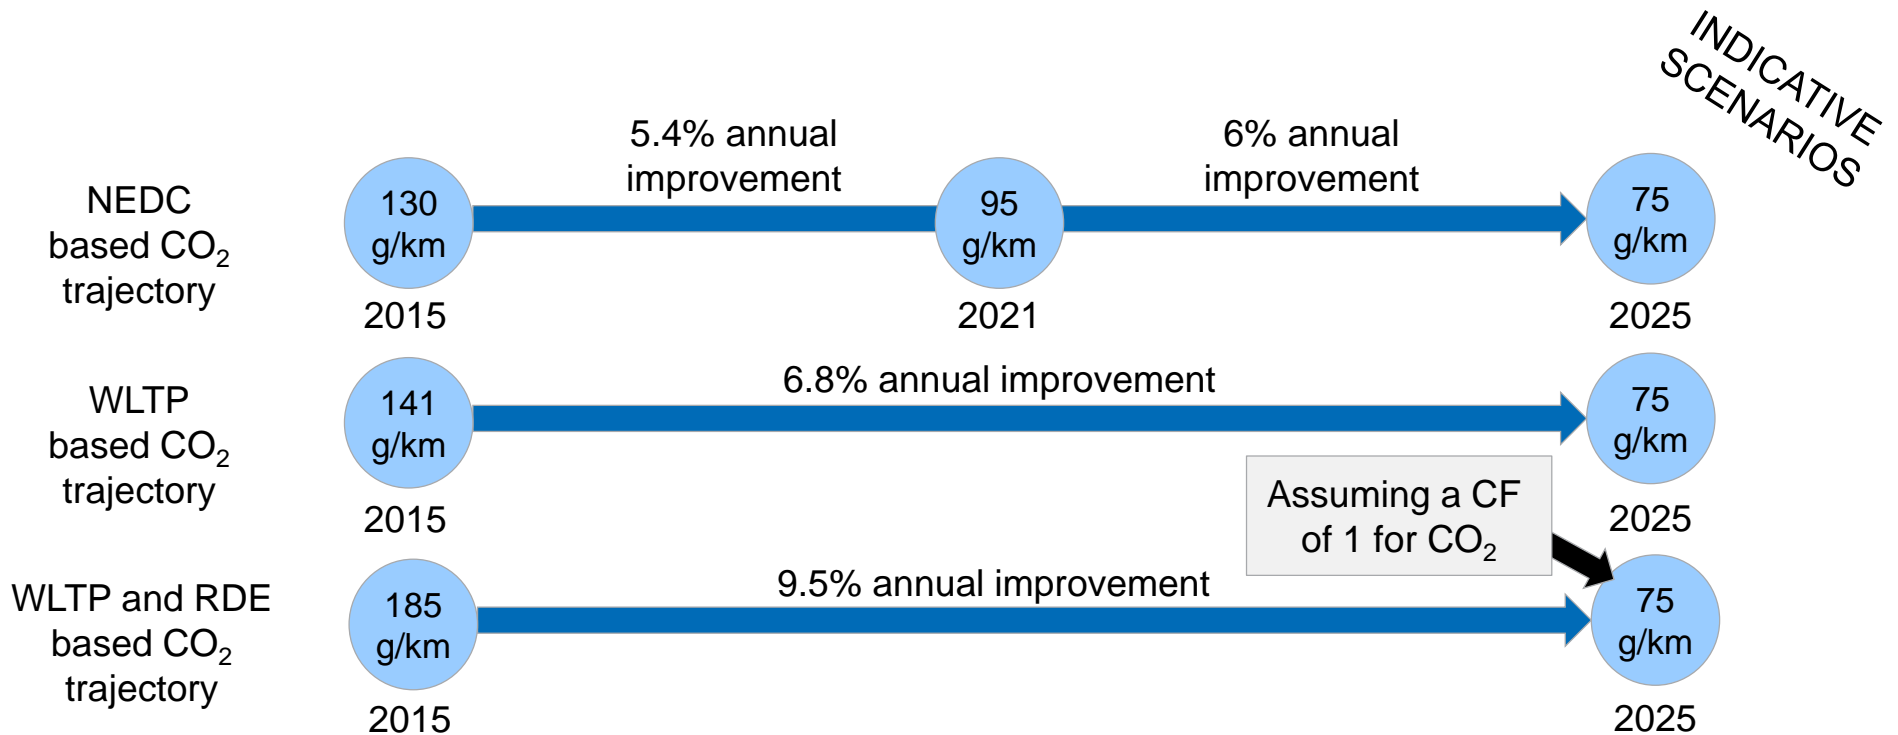 INDICATIVE
SCENARIOS
NEDC
based CO₂
trajectory
130
g/km
2015
5.4% annual
improvement
95
g/km
2021
6% annual
improvement
75
g/km
2025
WLTP
based CO₂
trajectory
141
g/km
2015
6.8% annual improvement
75
g/km
2025
Assuming a CF
of 1 for CO₂
WLTP and RDE
based CO₂
trajectory
185
g/km
2015
9.5% annual improvement
75
g/km
2025